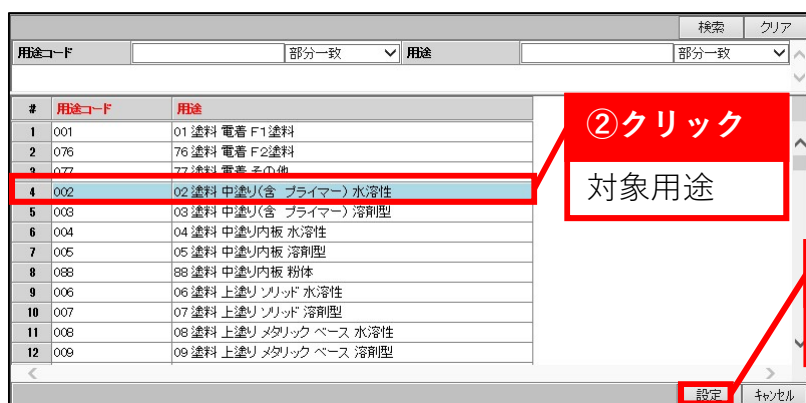 検索 クリア
用途コード 部分一致 用途 部分一致
# 用途コード 用途
1 001 01 塗料 電着 F1塗料
2 076 76 塗料 電着 F2塗料
3 077 77 塗料 電着 その他
4 002 02 塗料 中塗り(含 プライマー) 水溶性
5 003 03 塗料 中塗り(含 プライマー) 溶剤型
6 004 04 塗料 中塗り内板 水溶性
7 005 05 塗料 中塗り内板 溶剤型
8 088 88 塗料 中塗り内板 粉体
9 006 06 塗料 上塗り ソリッド 水溶性
10 007 07 塗料 上塗り ソリッド 溶剤型
11 008 08 塗料 上塗り メタリック ベース 水溶性
12 009 09 塗料 上塗り メタリック ベース 溶剤型
②クリック
対象用途
設定 キャンセル